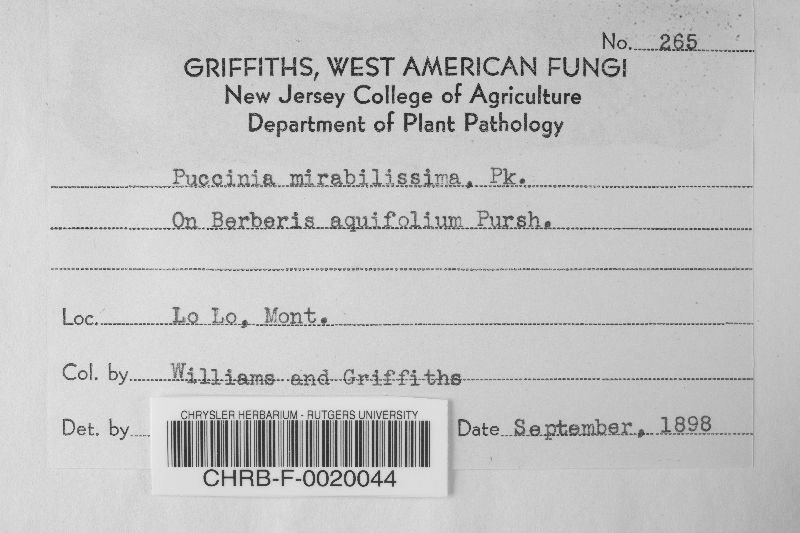 No. 265
GRIFFITHS, WEST AMERICAN FUNGI
New Jersey College of Agriculture
Department of Plant Pathology
Puccinia mirabilissima, Pk.
On Berberis aquifolium Pursh.
Loc. Lo Lo, Mont.
Col. by Williams and Griffiths
Det. by
Date September, 1898
CHRYSLER HERBARIUM - RUTGERS UNIVERSITY
CHRB-F-0020044